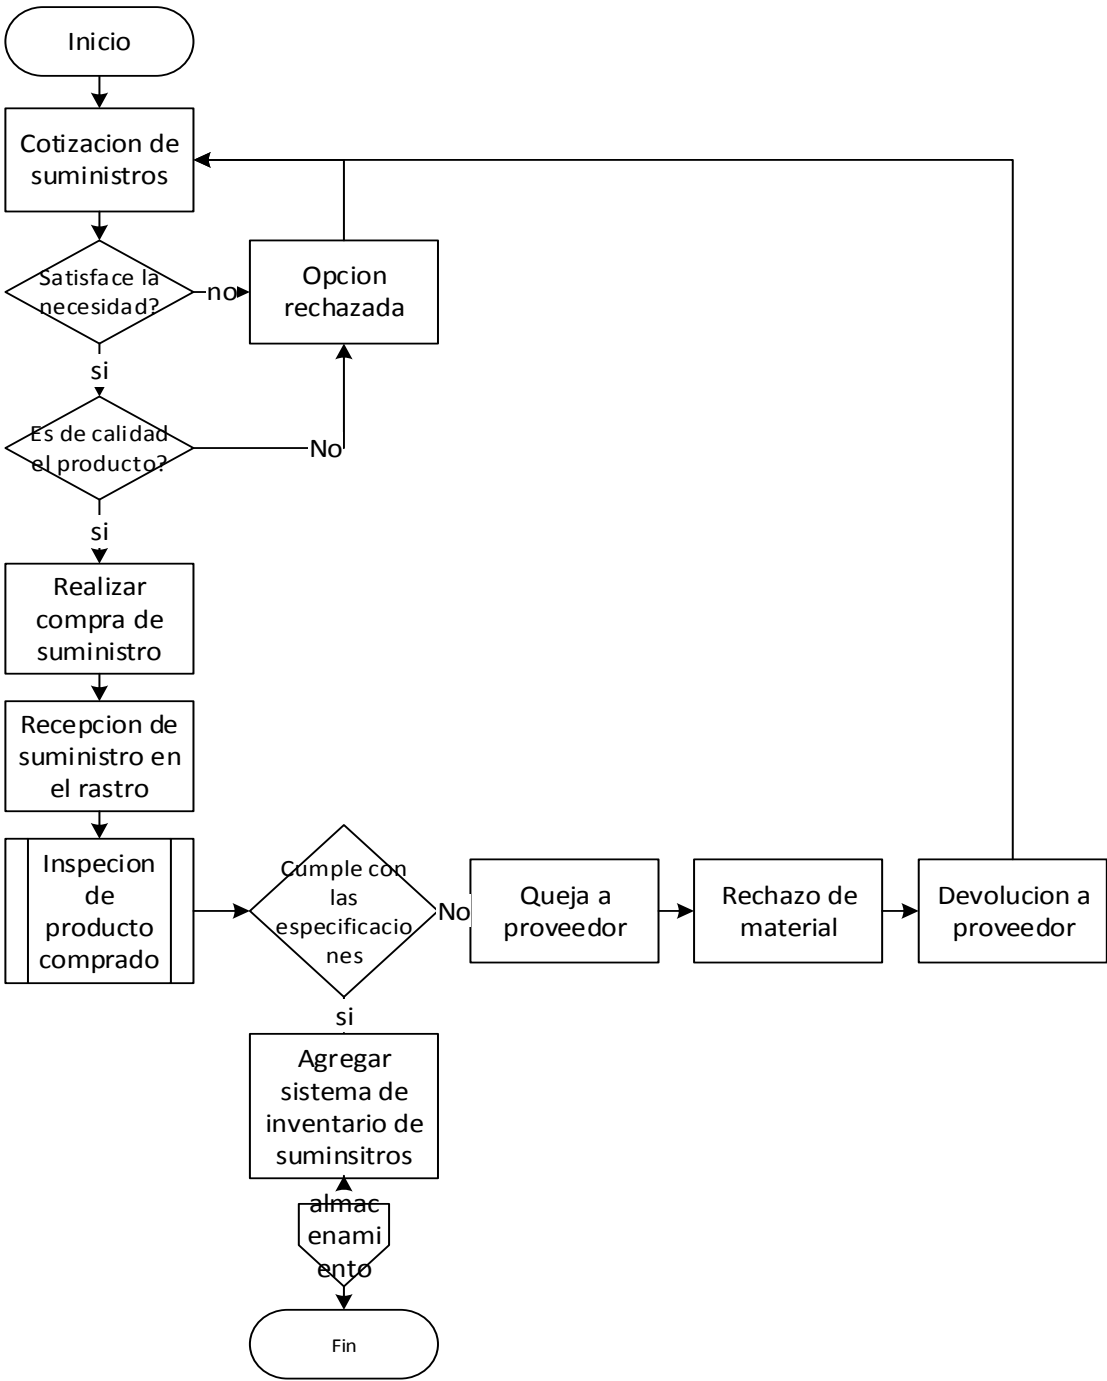 Inicio
Cotizacion de
suministros
Satisface la
necesidad?
no
Opcion
rechazada
si
Es de calidad
el producto?
No
si
Realizar
compra de
suministro
Recepcion de
suministro en
el rastro
Inspecion
de
producto
comprado
Cumple con
las
especificacio
nes
No
Queja a
proveedor
Rechazo de
material
Devolucion a
proveedor
si
Agregar
sistema de
inventario de
suminsitros
almac
enami
ento
Fin